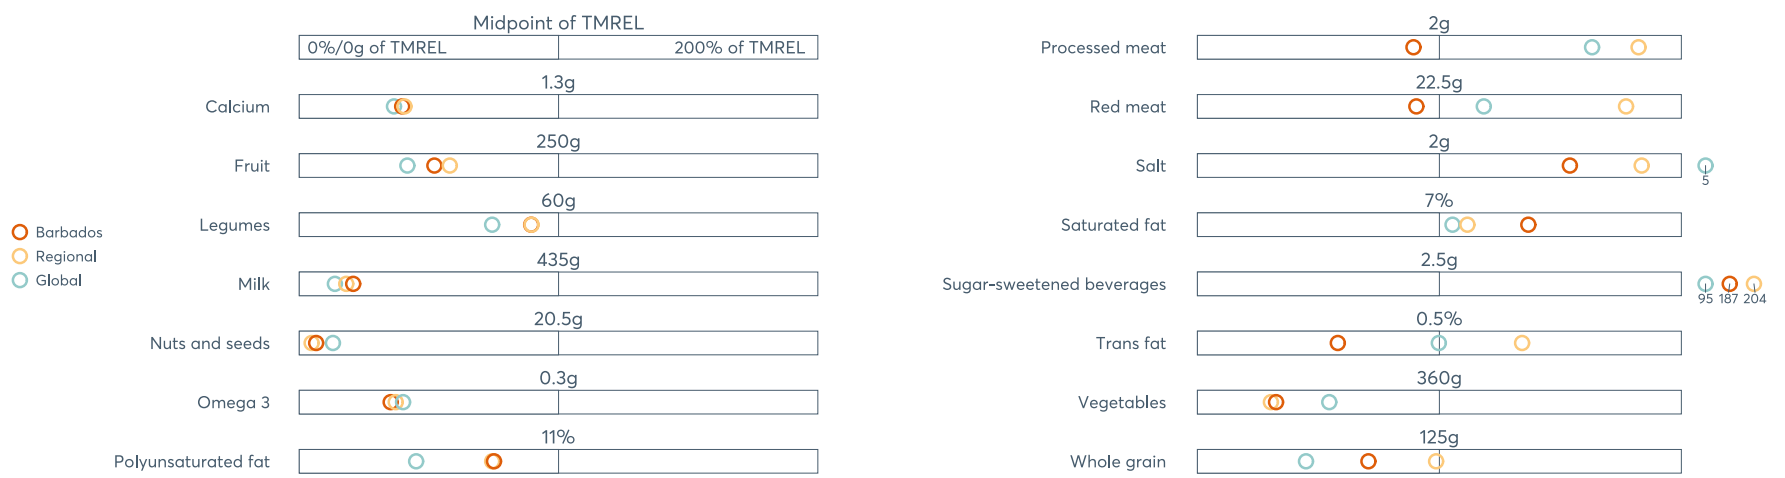 Midpoint of TMREL
0%/0g of TMREL
200% of TMREL
1.3g
Calcium
250g
Fruit
60g
Legumes
435g
Milk
20.5g
Nuts and seeds
0.3g
Omega 3
11%
Polyunsaturated fat
Barbados
Regional
Global
2g
Processed meat
22.5g
Red meat
2g
Salt
5
7%
Saturated fat
2.5g
Sugar-sweetened beverages
95 187 204
0.5%
Trans fat
360g
Vegetables
125g
Whole grain